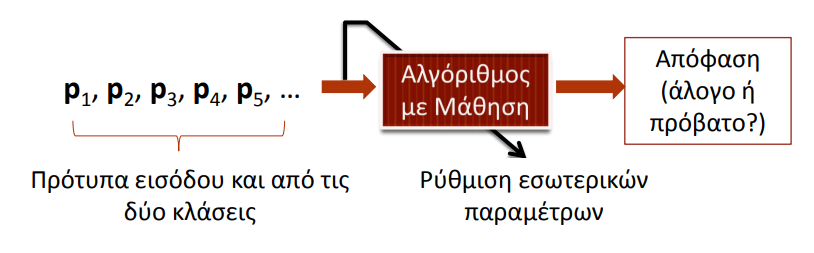 p1, p2, p3, p4, p5, ...
Αλγόριθμος
με Μάθηση
Απόφαση
(άλογο ή
πρόβατο?)
Πρότυπα εισόδου και από τις
δύο κλάσεις
Ρύθμιση εσωτερικών
παραμέτρων